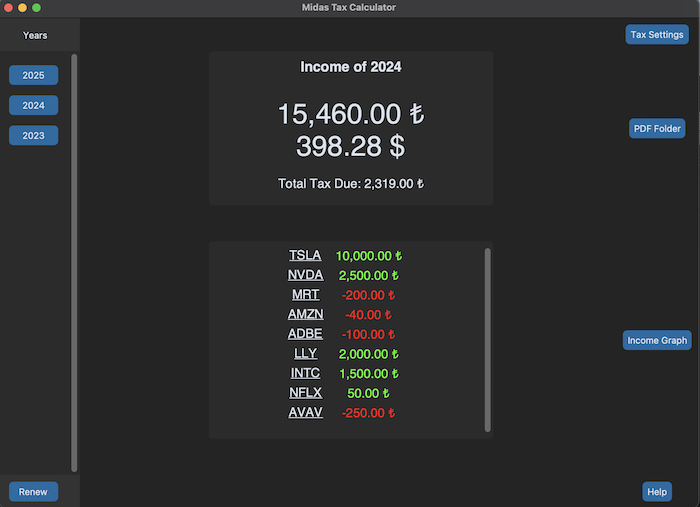 Midas Tax Calculator
Years
2025
2024
2023
Renew
Income of 2024
15,460.00 ₺
398.28 $
Total Tax Due: 2,319.00 ₺
TSLA 10,000.00 ₺
NVDA 2,500.00 ₺
MRT -200.00 ₺
AMZN -40.00 ₺
ADBE -100.00 ₺
LLY 2,000.00 ₺
INTC 1,500.00 ₺
NFLX 50.00 ₺
AVAV -250.00 ₺
Tax Settings
PDF Folder
Income Graph
Help